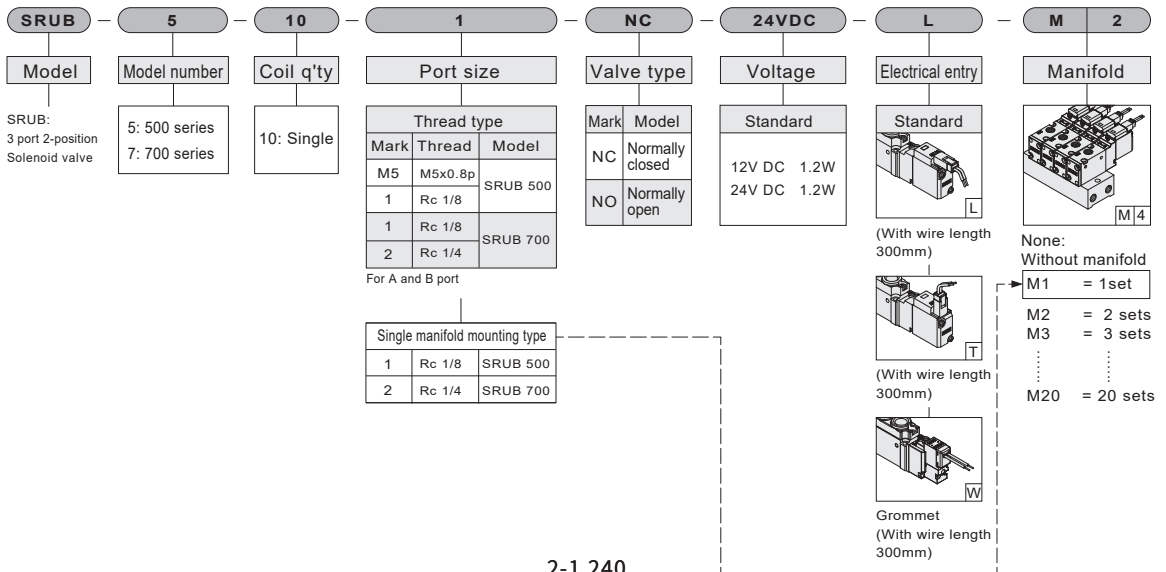 SRUB – 5 – 10 – 1 – NC – 24VDC – L – M 2
Model
SRUB:
3 port 2-position
Solenoid valve
Model number
5: 500 series
7: 700 series
Coil q'ty
10: Single
Port size
Thread type
Mark Thread Model
M5 M5x0.8p SRUB 500
1 Rc 1/8
1 Rc 1/8 SRUB 700
2 Rc 1/4
For A and B port
Single manifold mounting type
1 Rc 1/8 SRUB 500
2 Rc 1/4 SRUB 700
Valve type
Mark Model
NC Normally
closed
NO Normally
open
Voltage
Standard
12V DC 1.2W
24V DC 1.2W
Electrical entry
Standard
L
(With wire length
300mm)
T
(With wire length
300mm)
W
Grommet
(With wire length
300mm)
Manifold
M 4
None:
Without manifold
M1 = 1set
M2 = 2 sets
M3 = 3 sets
M20 = 20 sets
2-1.240